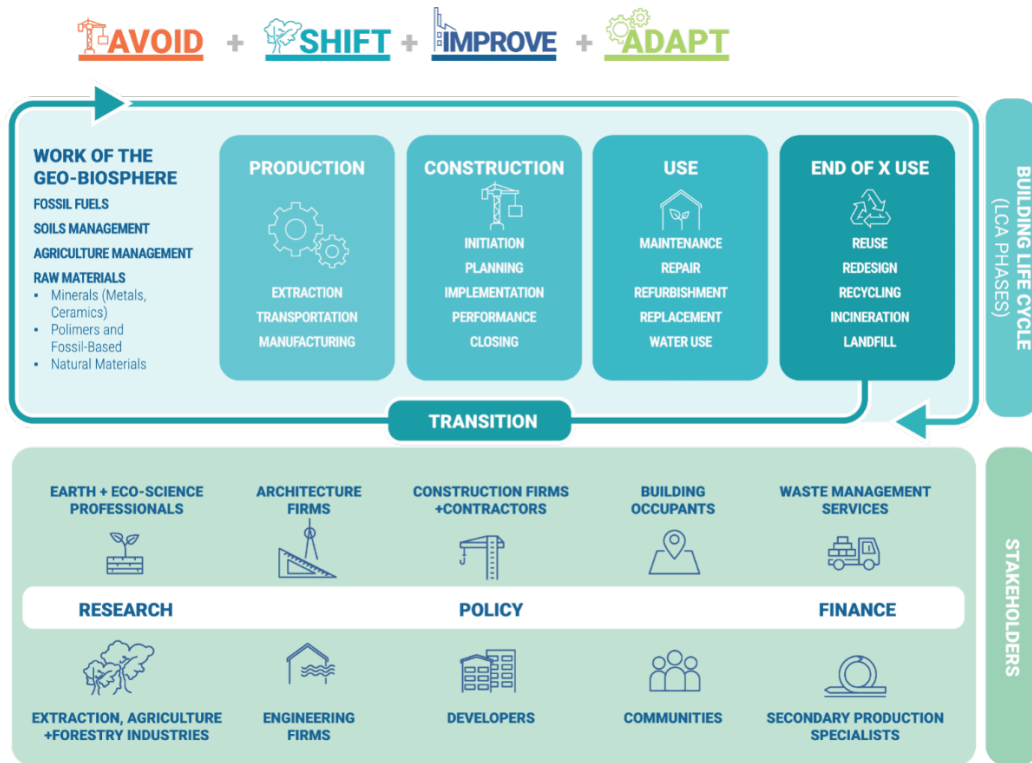 AVOID + SHIFT + IMPROVE + ADAPT
WORK OF THE
GEO-BIOSPHERE
FOSSIL FUELS
SOILS MANAGEMENT
AGRICULTURE MANAGEMENT
RAW MATERIALS
• Minerals (Metals,
Ceramics)
• Polimers and
Fossil-Based
• Natural Materials
PRODUCTION
EXTRACTION
TRANSPORTATION
MANUFACTURING
CONSTRUCTION
INITIATION
PLANNING
IMPLEMENTATION
PERFORMANCE
CLOSING
USE
MAINTENANCE
REPAIR
REFURBISHMENT
REPLACEMENT
WATER USE
END OF X USE
REUSE
REDESIGN
RECYCLING
INCINERATION
LANDFILL
BUILDING LIFE CYCLE
(LCA PHASES)
TRANSITION
EARTH + ECO-SCIENCE
PROFESSIONALS
ARCHITECTURE
FIRMS
CONSTRUCTION FIRMS
+CONTRACTORS
BUILDING
OCCUPANTS
WASTE MANAGEMENT
SERVICES
RESEARCH
POLICY
FINANCE
EXTRACTION, AGRICULTURE
+FORESTRY INDUSTRIES
ENGINEERING
FIRMS
DEVELOPERS
COMMUNITIES
SECONDARY PRODUCTION
SPECIALISTS
STAKEHOLDERS